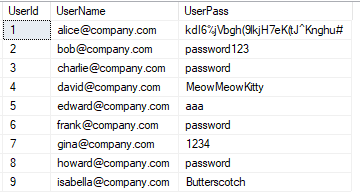 UserId UserName UserPass
1 alice@company.com kdl6%jVbgh(9lkjH7eK(tJ^Knghu#
2 bob@company.com password123
3 charlie@company.com password
4 david@company.com MeowMeowKitty
5 edward@company.com aaa
6 frank@company.com password
7 gina@company.com 1234
8 howard@company.com password
9 isabella@company.com Butterscotch